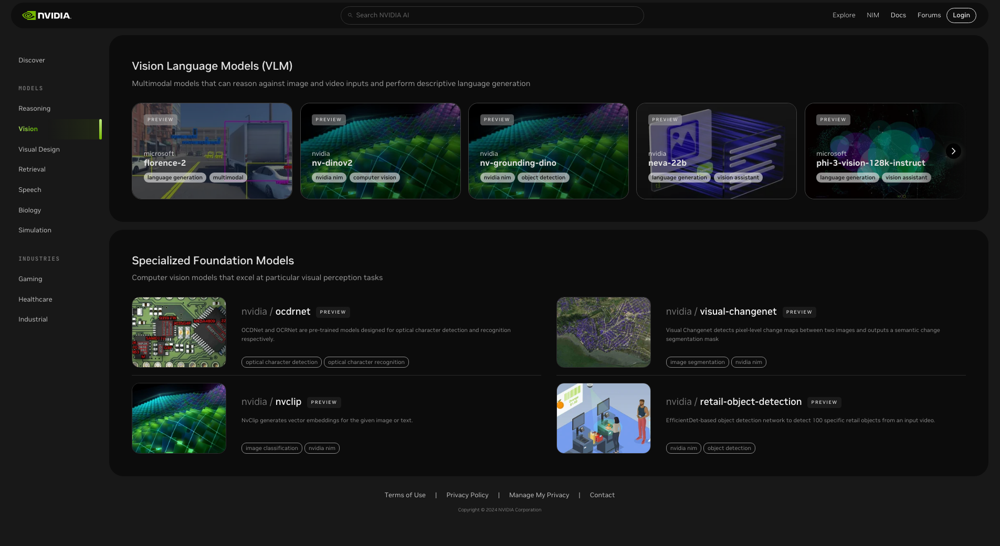 NVIDIA.
Search NVIDIA AI
Explore
NIM
Docs
Forums
Login
Discover
MODELS
Reasoning
Vision
Visual Design
Retrieval
Speech
Biology
Simulation
INDUSTRIES
Gaming
Healthcare
Industrial
Vision Language Models (VLM)
Multimodal models that can reason against image and video inputs and perform descriptive language generation
PREVIEW
microsoft
florence-2
language generation
multimodal
PREVIEW
nvidia
nv-dinov2
nvidia nim
computer vision
PREVIEW
nvidia
nv-grounding-dino
nvidia nim
object detection
PREVIEW
nvidia
neva-22b
language generation
vision assistant
PREVIEW
microsoft
phi-3-vision-128k-instruct
language generation
vision assistant
Specialized Foundation Models
Computer vision models that excel at particular visual perception tasks
nvidia / ocdrnet PREVIEW
OCDNet and OCRNet are pre-trained models designed for optical character detection and recognition
respectively.
optical character detection
optical character recognition
nvidia / visual-changenet PREVIEW
Visual Changenet detects pixel-level change maps between two images and outputs a semantic change
segmentation mask
image segmentation
nvidia nim
nvidia / nvclip PREVIEW
NvClip generates vector embeddings for the given image or text.
image classification
nvidia nim
Orange
nvidia / retail-object-detection PREVIEW
EfficientDet-based object detection network to detect 100 specific retail objects from an input video.
nvidia nim
object detection
Terms of Use | Privacy Policy | Manage My Privacy | Contact
Copyright © 2024 NVIDIA Corporation